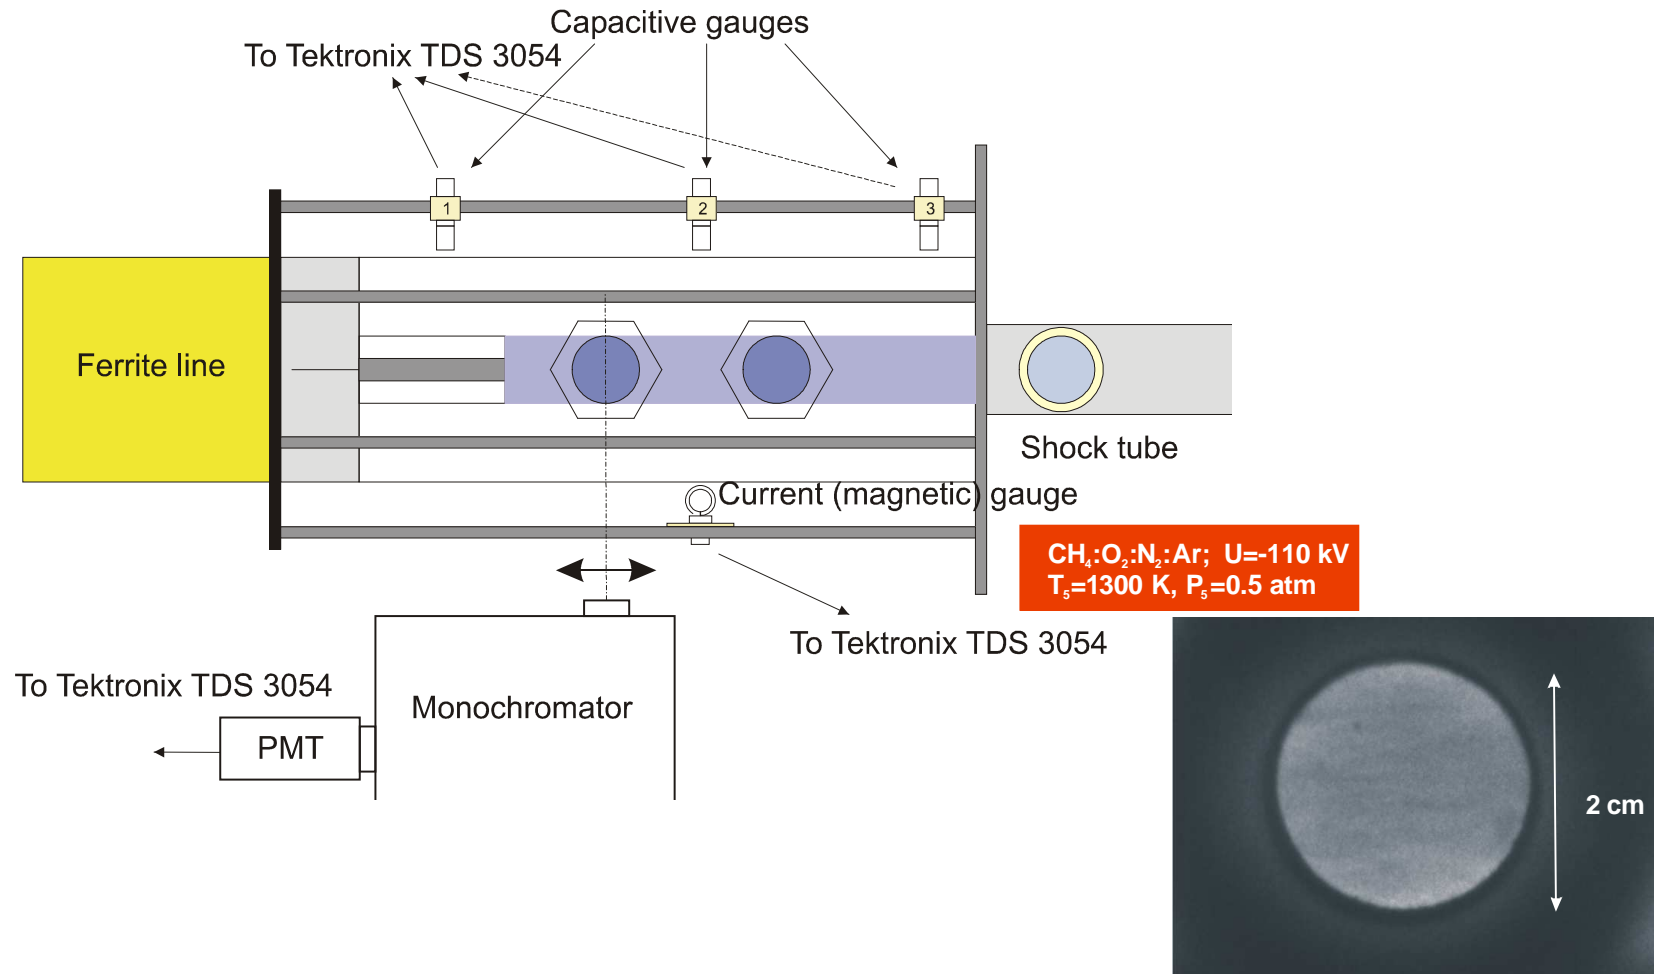 Capacitive gauges
To Tektronix TDS 3054
1
2
3
Ferrite line
Shock tube
Current (magnetic) gauge
CH₄:O₂:N₂:Ar; U=-110 kV
T₅=1300 K, P₅=0.5 atm
To Tektronix TDS 3054
To Tektronix TDS 3054
Monochromator
PMT
2 cm